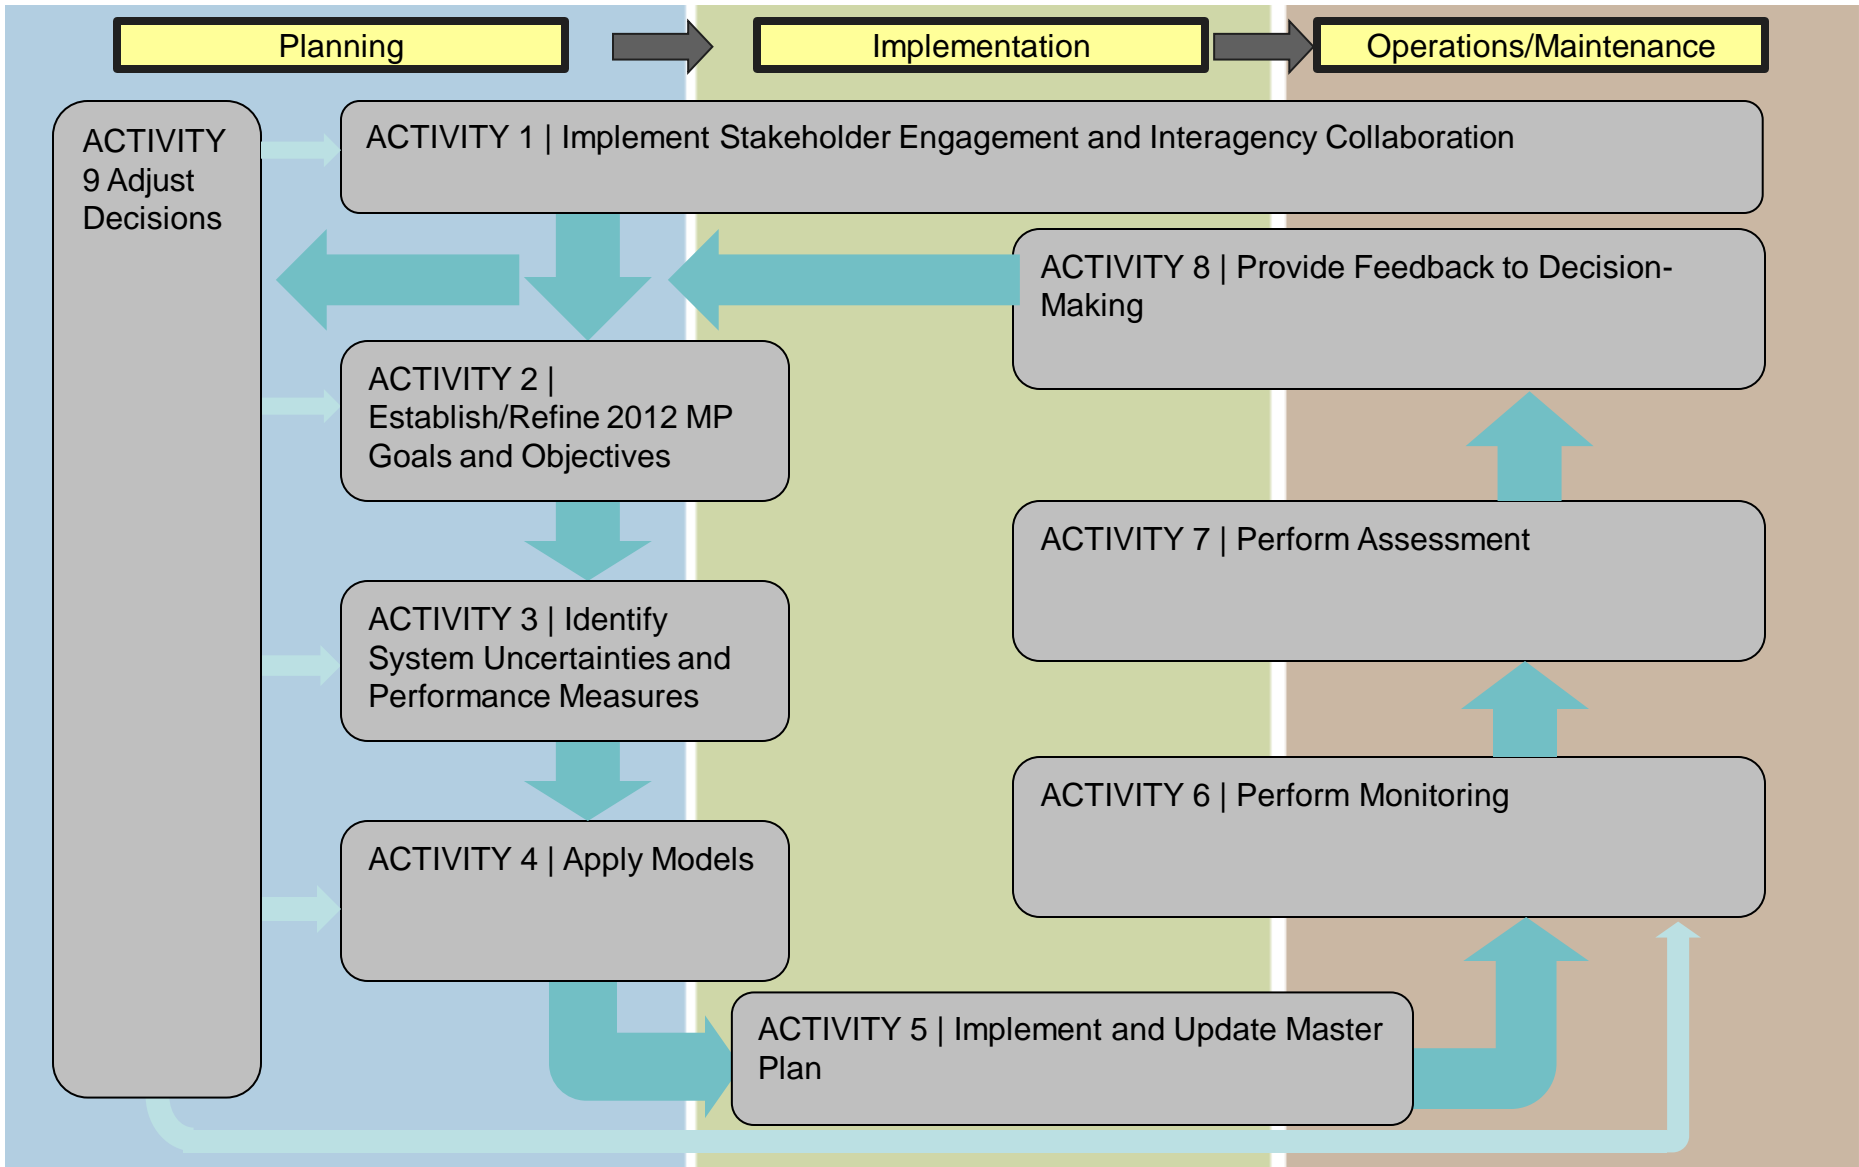 Planning
Implementation
Operations/Maintenance
ACTIVITY
9 Adjust
Decisions
ACTIVITY 1 | Implement Stakeholder Engagement and Interagency Collaboration
ACTIVITY 8 | Provide Feedback to Decision-
Making
ACTIVITY 2 |
Establish/Refine 2012 MP
Goals and Objectives
ACTIVITY 7 | Perform Assessment
ACTIVITY 3 | Identify
System Uncertainties and
Performance Measures
ACTIVITY 6 | Perform Monitoring
ACTIVITY 4 | Apply Models
ACTIVITY 5 | Implement and Update Master
Plan